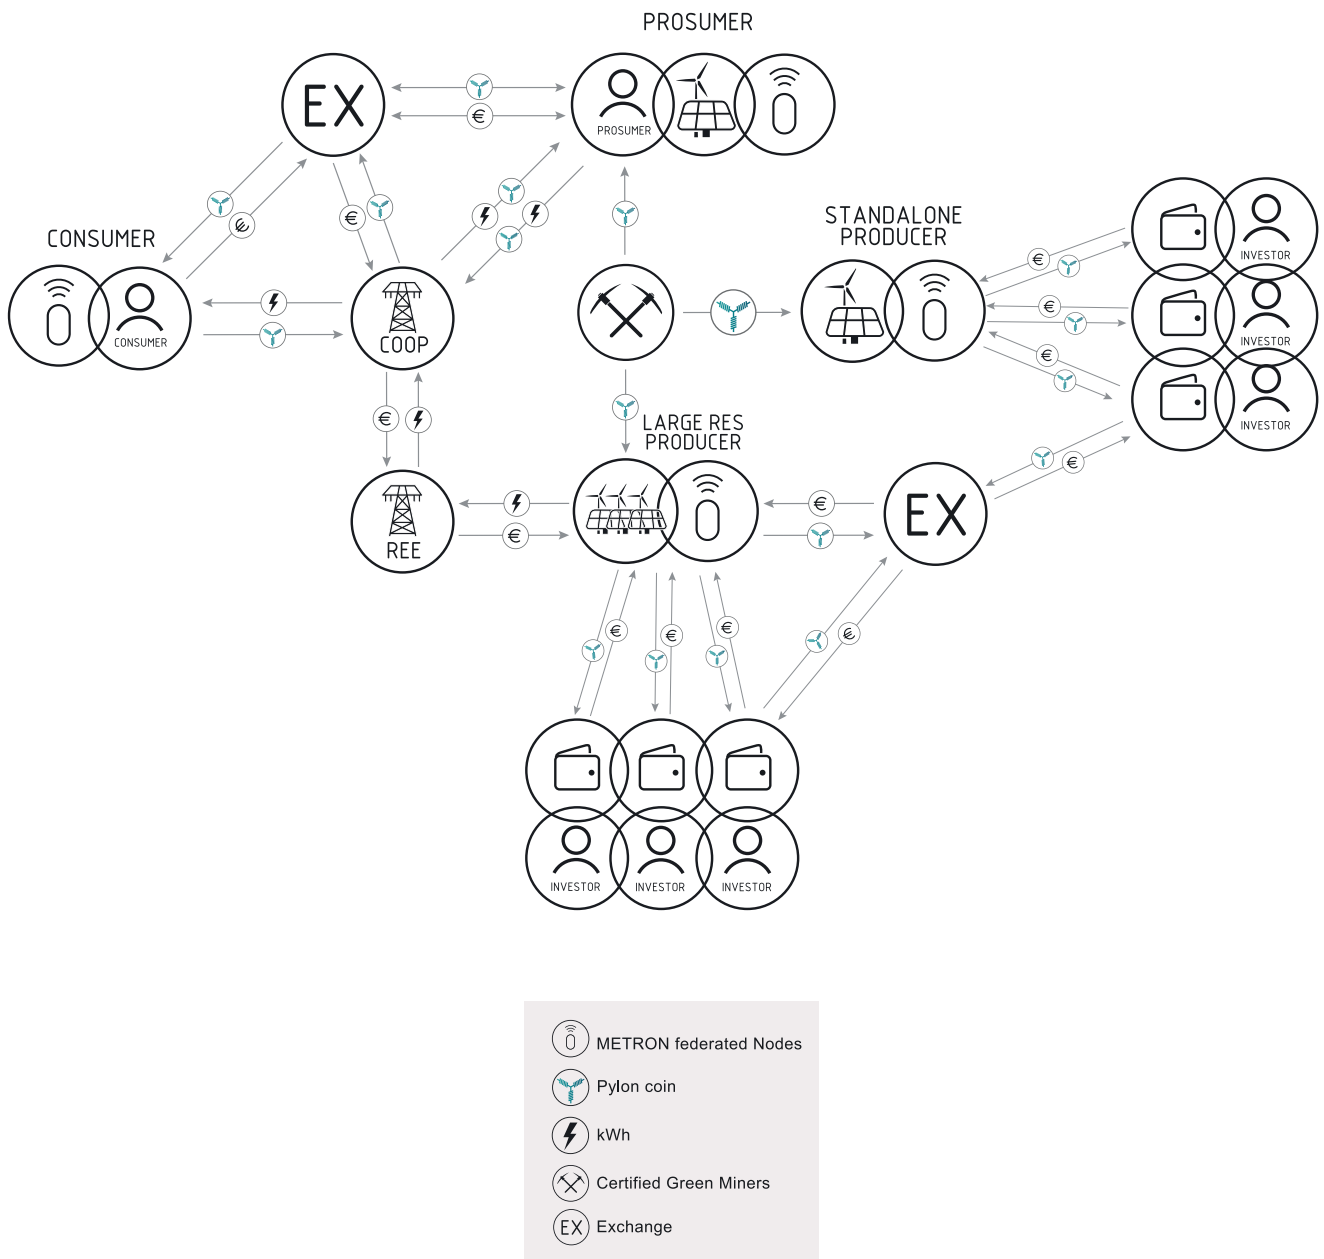 PROSUMER
EX
PROSUMER
€
STANDALONE
PRODUCER
INVESTOR
€
€
€
CONSUMER
CONSUMER
€
€
INVESTOR
€
COOP
INVESTOR
€
€
LARGE RES
PRODUCER
REE
€
€
EX
€
€
€
€
INVESTOR
INVESTOR
INVESTOR
METRON federated Nodes
Pylon coin
kWh
Certified Green Miners
EX Exchange